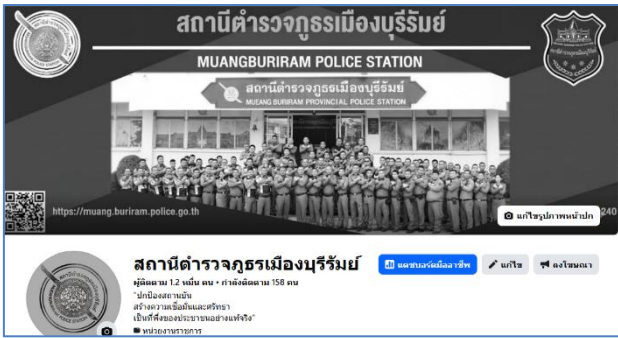 สถานีตำรวจภูธรเมืองบุรีรัมย์
MUANGBURIRAM POLICE STATION
สถานีตำรวจภูธรเมืองบุรีรัมย์
MUEANG BURIRAM PROVINCIAL POLICE STATION
https://muang.buriram.police.go.th
240
แก้ไขรูปภาพหน้าปก
สถานีตำรวจภูธรเมืองบุรีรัมย์
แดชบอร์ดมืออาชีพ
แก้ไข
ลงโฆษณา
ผู้ติดตาม 1.2 หมื่น คน • กำลังติดตาม 158 คน
"ปกป้องสถาบัน
สร้างความเชื่อมั่นและศรัทธา
เป็นที่พึ่งของประชาชนอย่างแท้จริง"
หน่วยงานราชการ